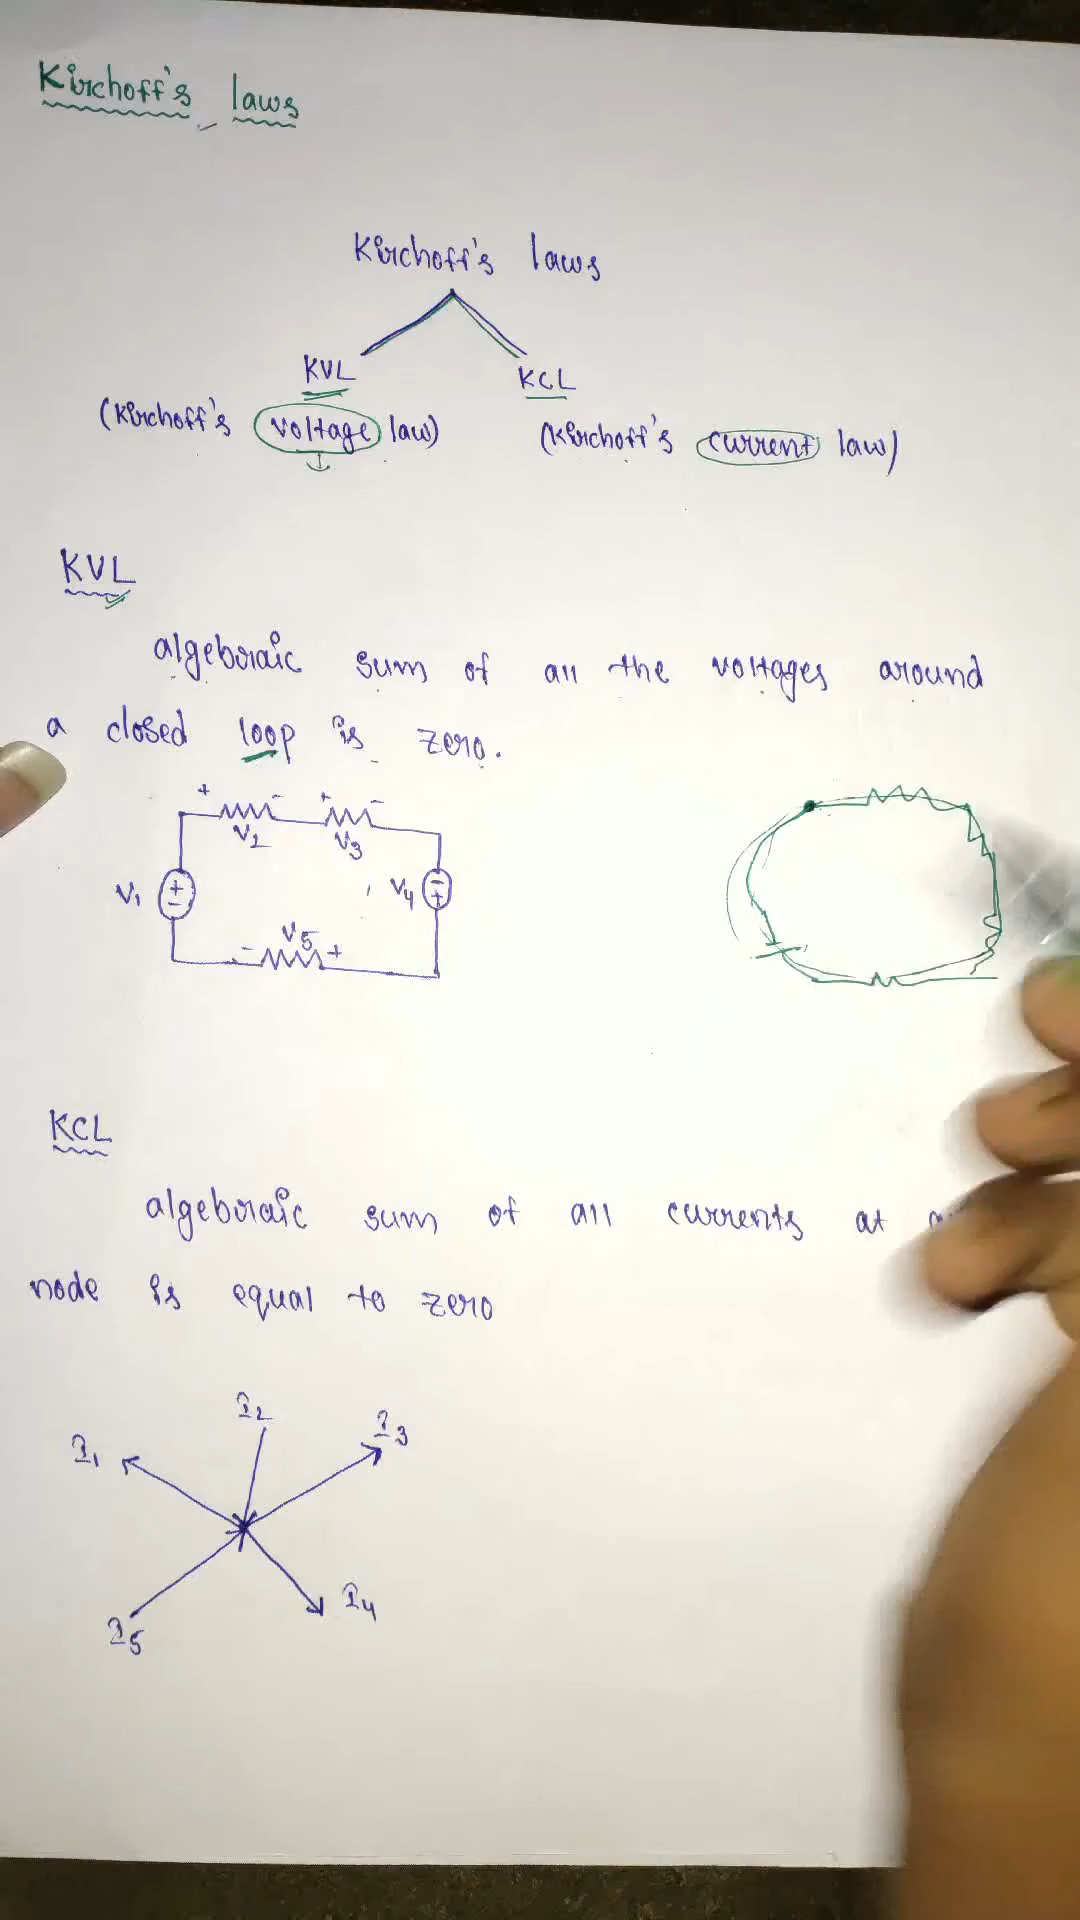 Kirchoff's laws
Kirchoff's laws
KVL KCL
(Kirchoff's voltage law) (Kirchoff's current law)
KVL
algebraic sum of all the voltages around
a closed loop is zero.
+ - + -
V2 V3
V1 + - V4 - +
- V5 +
KCL
algebraic sum of all currents at
node is equal to zero
I2
I1 I3
I5 I4